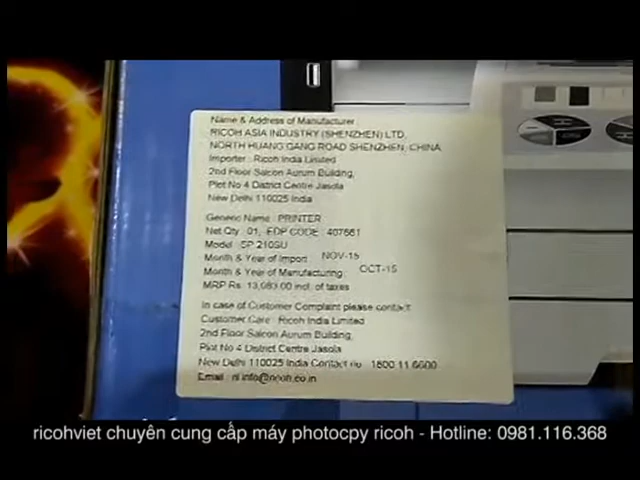 Name & Address of Manufacturer
RICOH ASIA INDUSTRY (SHENZHEN) LTD.
NORTH HUANG GANG ROAD SHENZHEN, CHINA
Importer : Ricoh India Limited
2nd Floor Salcon Aurum Building,
Plot No 4 District Centre Jasola
New Delhi 110025 India
Generic Name : PRINTER
Net Qty : 01, EDP CODE : 407661
Model : SP 210SU
Month & Year of Import NOV-15
Month & Year of Manufacturing : OCT-15
MRP Rs. 13,083.00 incl. of taxes
In case of Customer Complaint please contact
Customer Care : Ricoh India Limited
2nd Floor Salcon Aurum Building,
Plot No 4 District Centre Jasola
New Delhi 110025 India Contact no : 1800 11 6600
Email : ril.info@ricoh.co.in
ricohviet chuyên cung cấp máy photocpy ricoh - Hotline: 0981.116.368